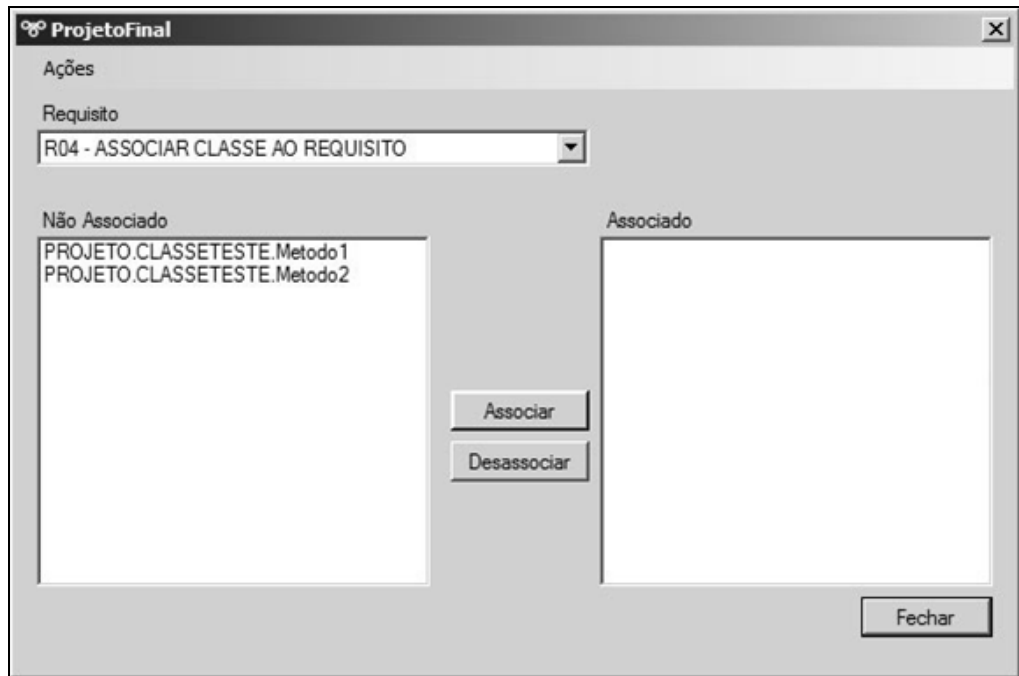 ProjetoFinal
Ações
Requisito
R04 - ASSOCIAR CLASSE AO REQUISITO
Não Associado
Associado
PROJETO.CLASSETESTE.Metodo1
PROJETO.CLASSETESTE.Metodo2
Associar
Desassociar
Fechar